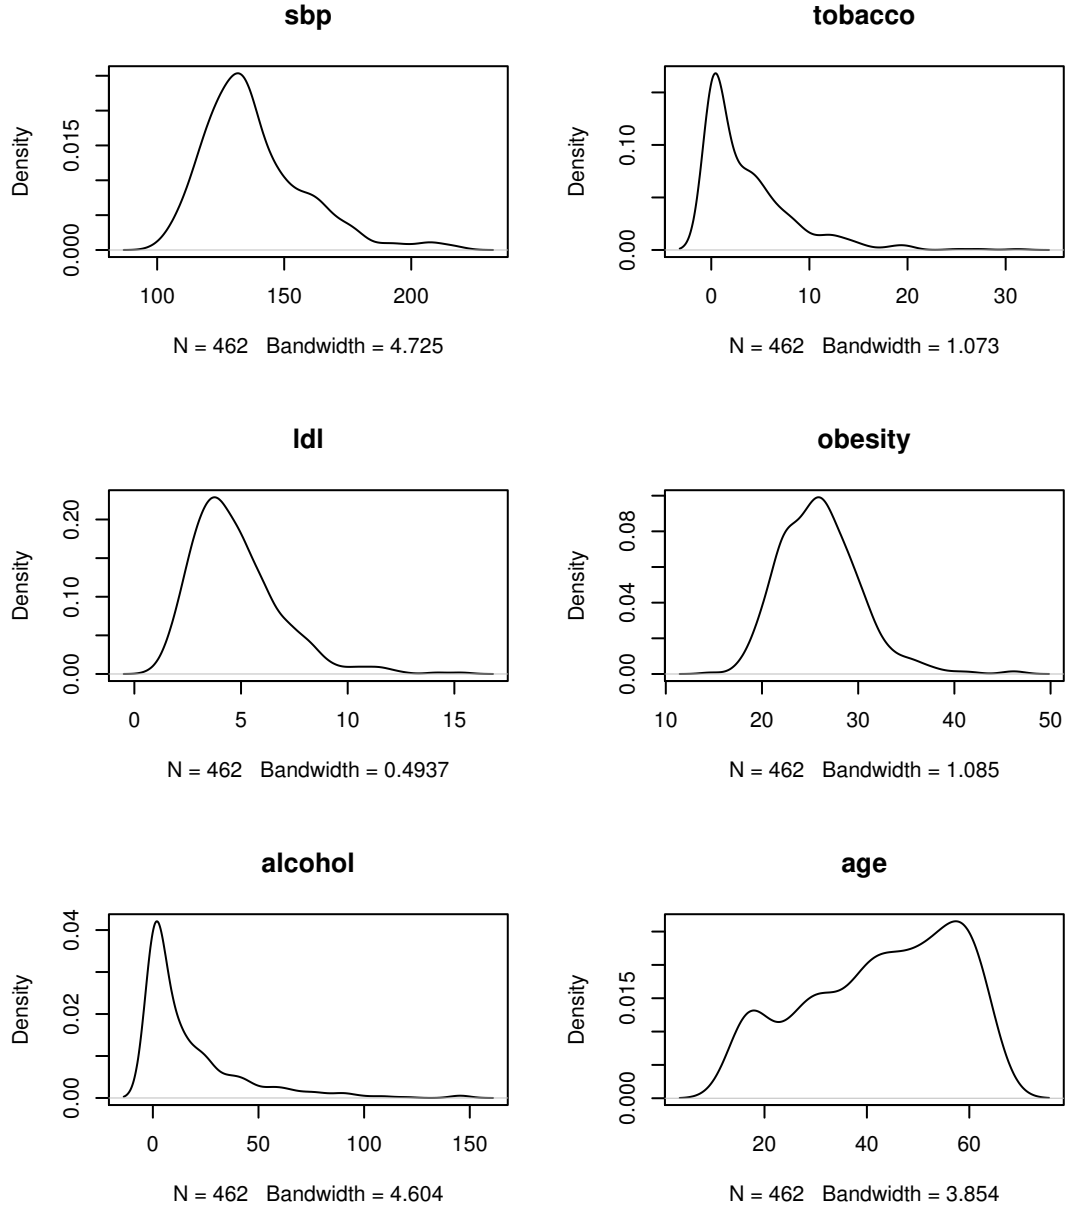 sbp
Density
0.000 0.015
100 150 200
N = 462 Bandwidth = 4.725
tobacco
Density
0.00 0.10
0 10 20 30
N = 462 Bandwidth = 1.073
ldl
Density
0.00 0.10 0.20
0 5 10 15
N = 462 Bandwidth = 0.4937
obesity
Density
0.00 0.04 0.08
10 20 30 40 50
N = 462 Bandwidth = 1.085
alcohol
Density
0.00 0.02 0.04
0 50 100 150
N = 462 Bandwidth = 4.604
age
Density
0.000 0.015
20 40 60
N = 462 Bandwidth = 3.854